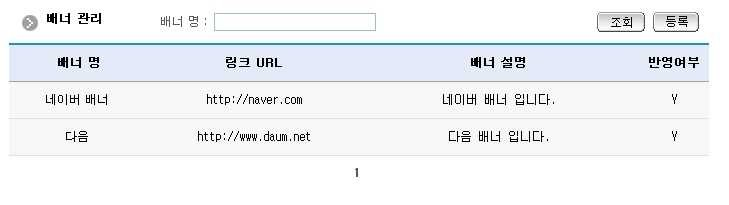 배너 관리 배너 명 : 조회 등록
배너 명 링크 URL 배너 설명 반영여부
네이버 배너 http://naver.com 네이버 배너 입니다. Y
다음 http://www.daum.net 다음 배너 입니다. Y
1